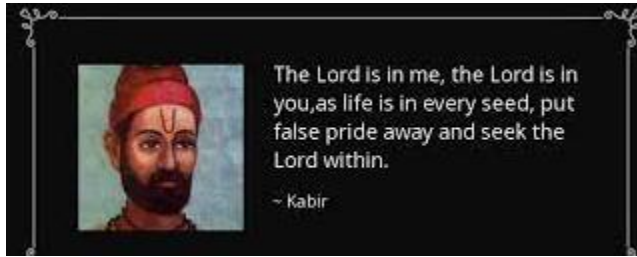 The Lord is in me, the Lord is in
you,as life is in every seed, put
false pride away and seek the
Lord within.
~ Kabir